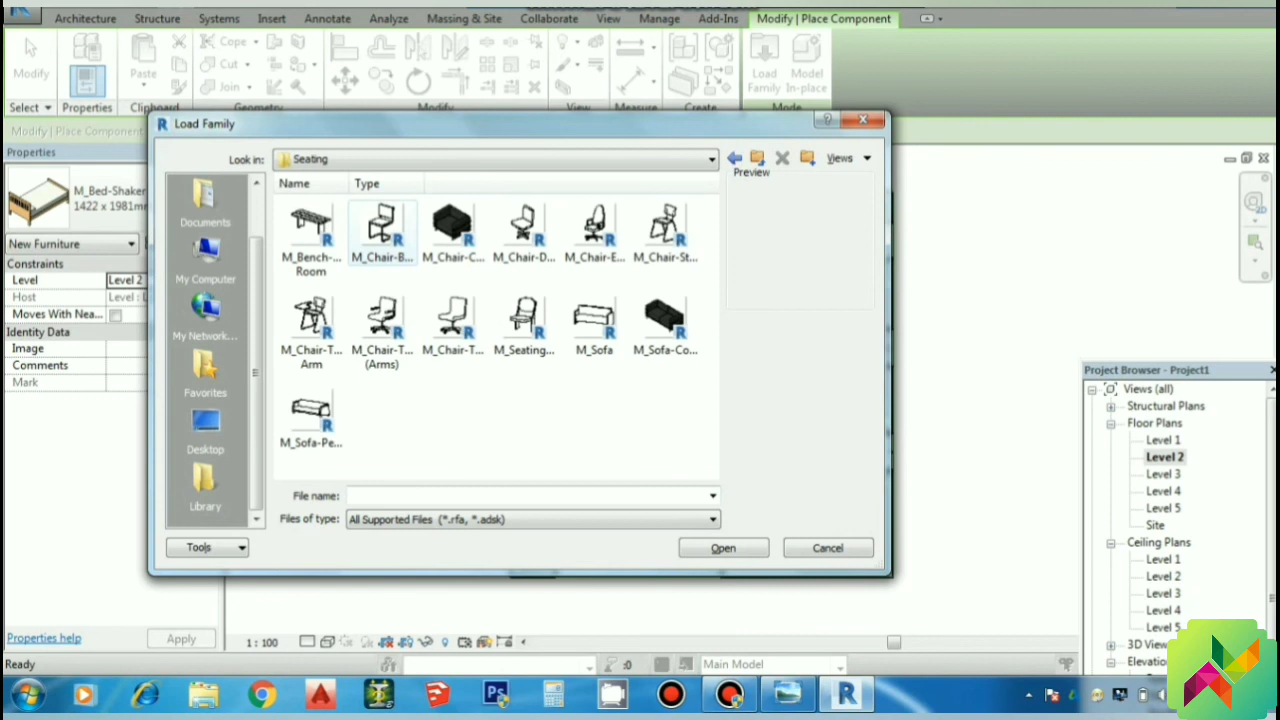 Architecture Structure Systems Insert Annotate Analyze Massing & Site Collaborate View Manage Add-Ins Modify | Place Component
Modify
Paste
Cope
Cut
Join
Load Family
Model In-place
Select Properties Clipboard Geometry Modify View Measure Create Mode
Modify | Place Component
Properties
M_Bed-Shaker
1422 x 1981m
New Furniture
Constraints
Level Level 2
Host Level :
Moves With Nea...
Identity Data
Image
Comments
Mark
Properties help
Apply
Load Family
Look in: Seating
Views
Preview
Name Type
Documents
My Computer
My Network...
Favorites
Desktop
Library
M_Bench-... Room
M_Chair-B...
M_Chair-C...
M_Chair-D...
M_Chair-E...
M_Chair-St...
M_Chair-T... Arm
M_Chair-T... (Arms)
M_Chair-T...
M_Seating...
M_Sofa
M_Sofa-Co...
M_Sofa-Pe...
File name:
Files of type: All Supported Files (*.rfa, *.adsk)
Tools
Open
Cancel
Project Browser - Project1
Views (all)
Structural Plans
Floor Plans
Level 1
Level 2
Level 3
Level 4
Level 5
Site
Ceiling Plans
Level 1
Level 2
Level 3
Level 4
Level 5
3D View
Elevatio
1 : 100
Ready
:0
Main Model